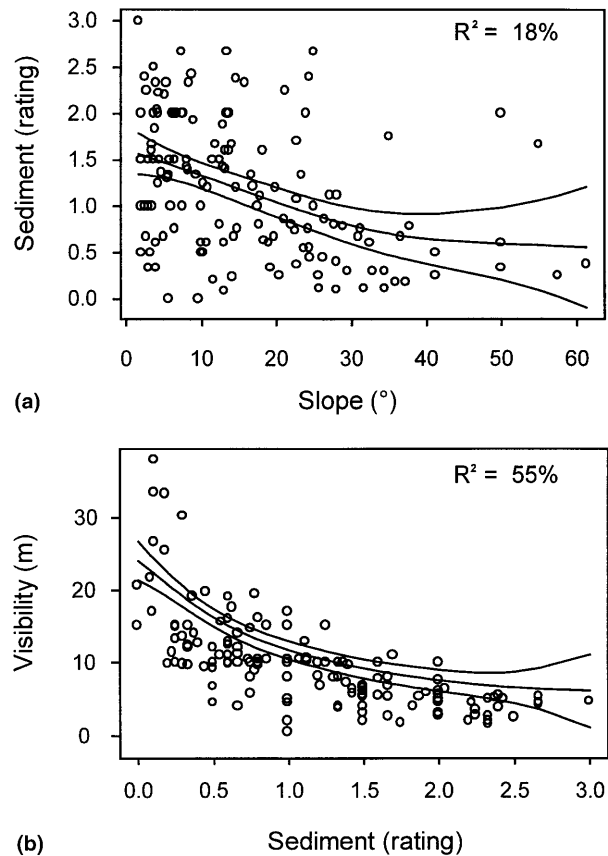 R² = 18%
Sediment (rating)
3.0
2.5
2.0
1.5
1.0
0.5
0.0
0 10 20 30 40 50 60
Slope (°)
(a)
R² = 55%
Visibility (m)
30
20
10
0
0.0 0.5 1.0 1.5 2.0 2.5 3.0
Sediment (rating)
(b)